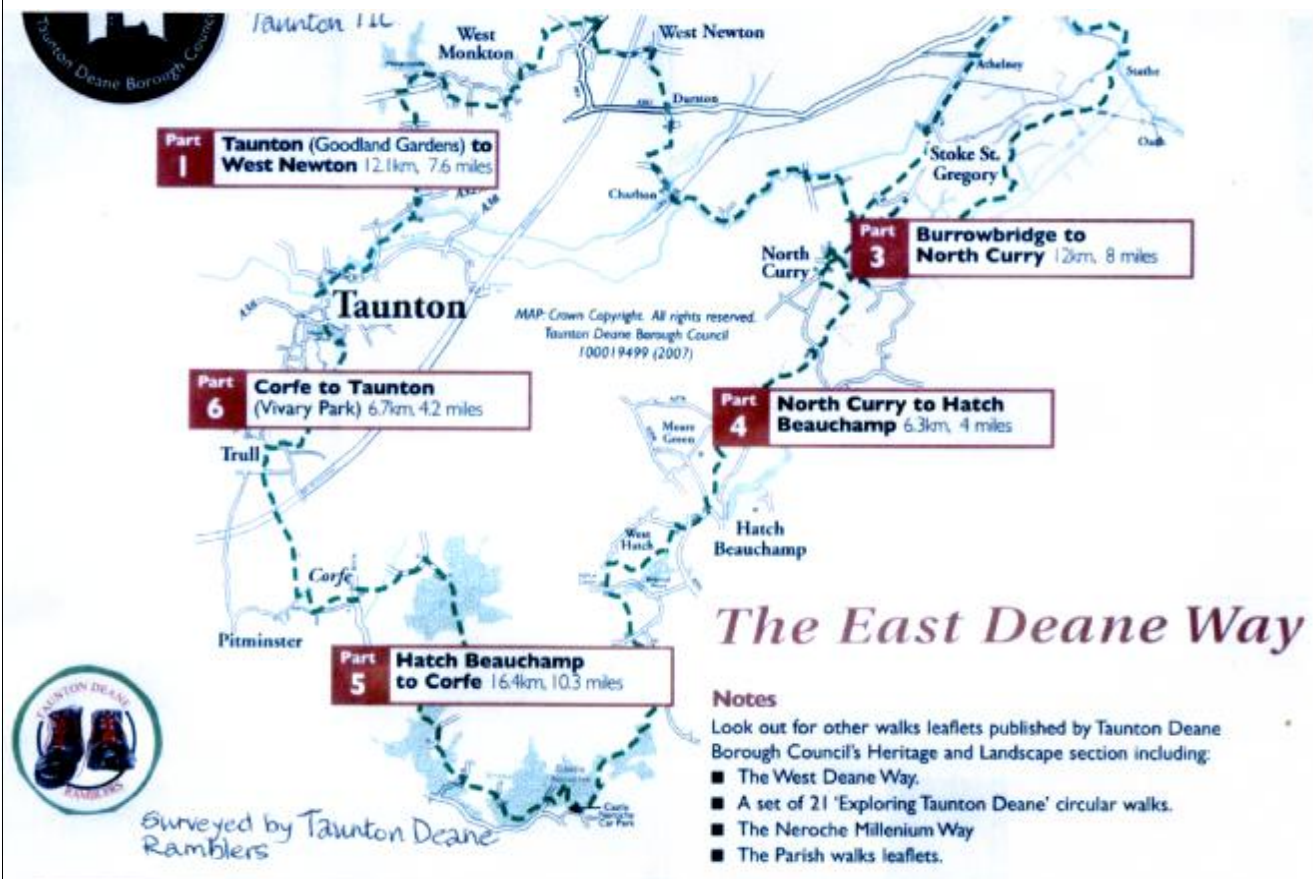 Taunton TIC
Taunton Deane Borough Council
West
Monkton
West Newton
Athelney
Stathe
Durston
Part
1
Taunton (Goodland Gardens) to
West Newton 12.1km, 7.6 miles
Stoke St.
Gregory
Oath
A38
Charlton
North
Curry
Part
3
Burrowbridge to
North Curry 12km, 8 miles
A38
Taunton
MAP: Crown Copyright. All rights reserved.
Taunton Deane Borough Council
100019499 (2007)
Part
6
Corfe to Taunton
(Vivary Park) 6.7km, 4.2 miles
Part
4
North Curry to Hatch
Beauchamp 6.3km, 4 miles
Meare
Green
Trull
West
Hatch
Hatch
Beauchamp
Corfe
Pitminster
The East Deane Way
Part
5
Hatch Beauchamp
to Corfe 16.4km, 10.3 miles
Notes
Look out for other walks leaflets published by Taunton Deane
Borough Council's Heritage and Landscape section including:
■ The West Deane Way.
■ A set of 21 'Exploring Taunton Deane' circular walks.
■ The Neroche Millenium Way
■ The Parish walks leaflets.
TAUNTON DEANE
RAMBLERS
Castle
Neroche
Car Park
Surveyed by Taunton Deane
Ramblers